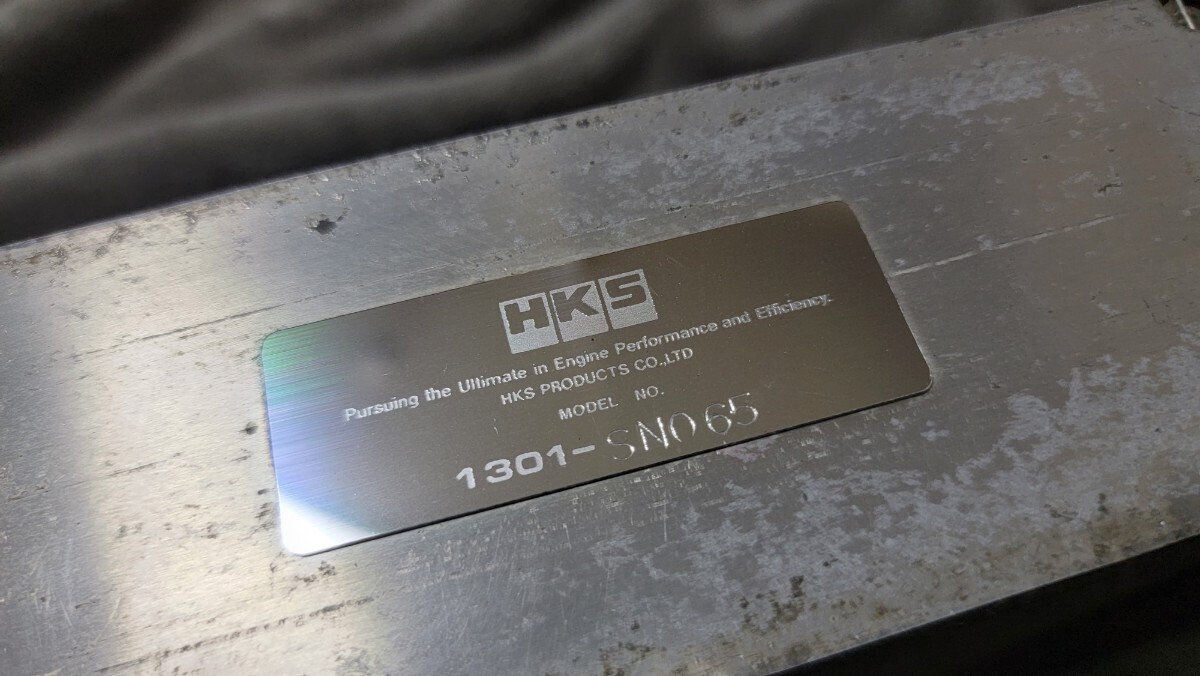 HKS
Pursuing the Ultimate in Engine Performance and Efficiency.
HKS PRODUCTS CO.,LTD
MODEL NO.
1301-SN065